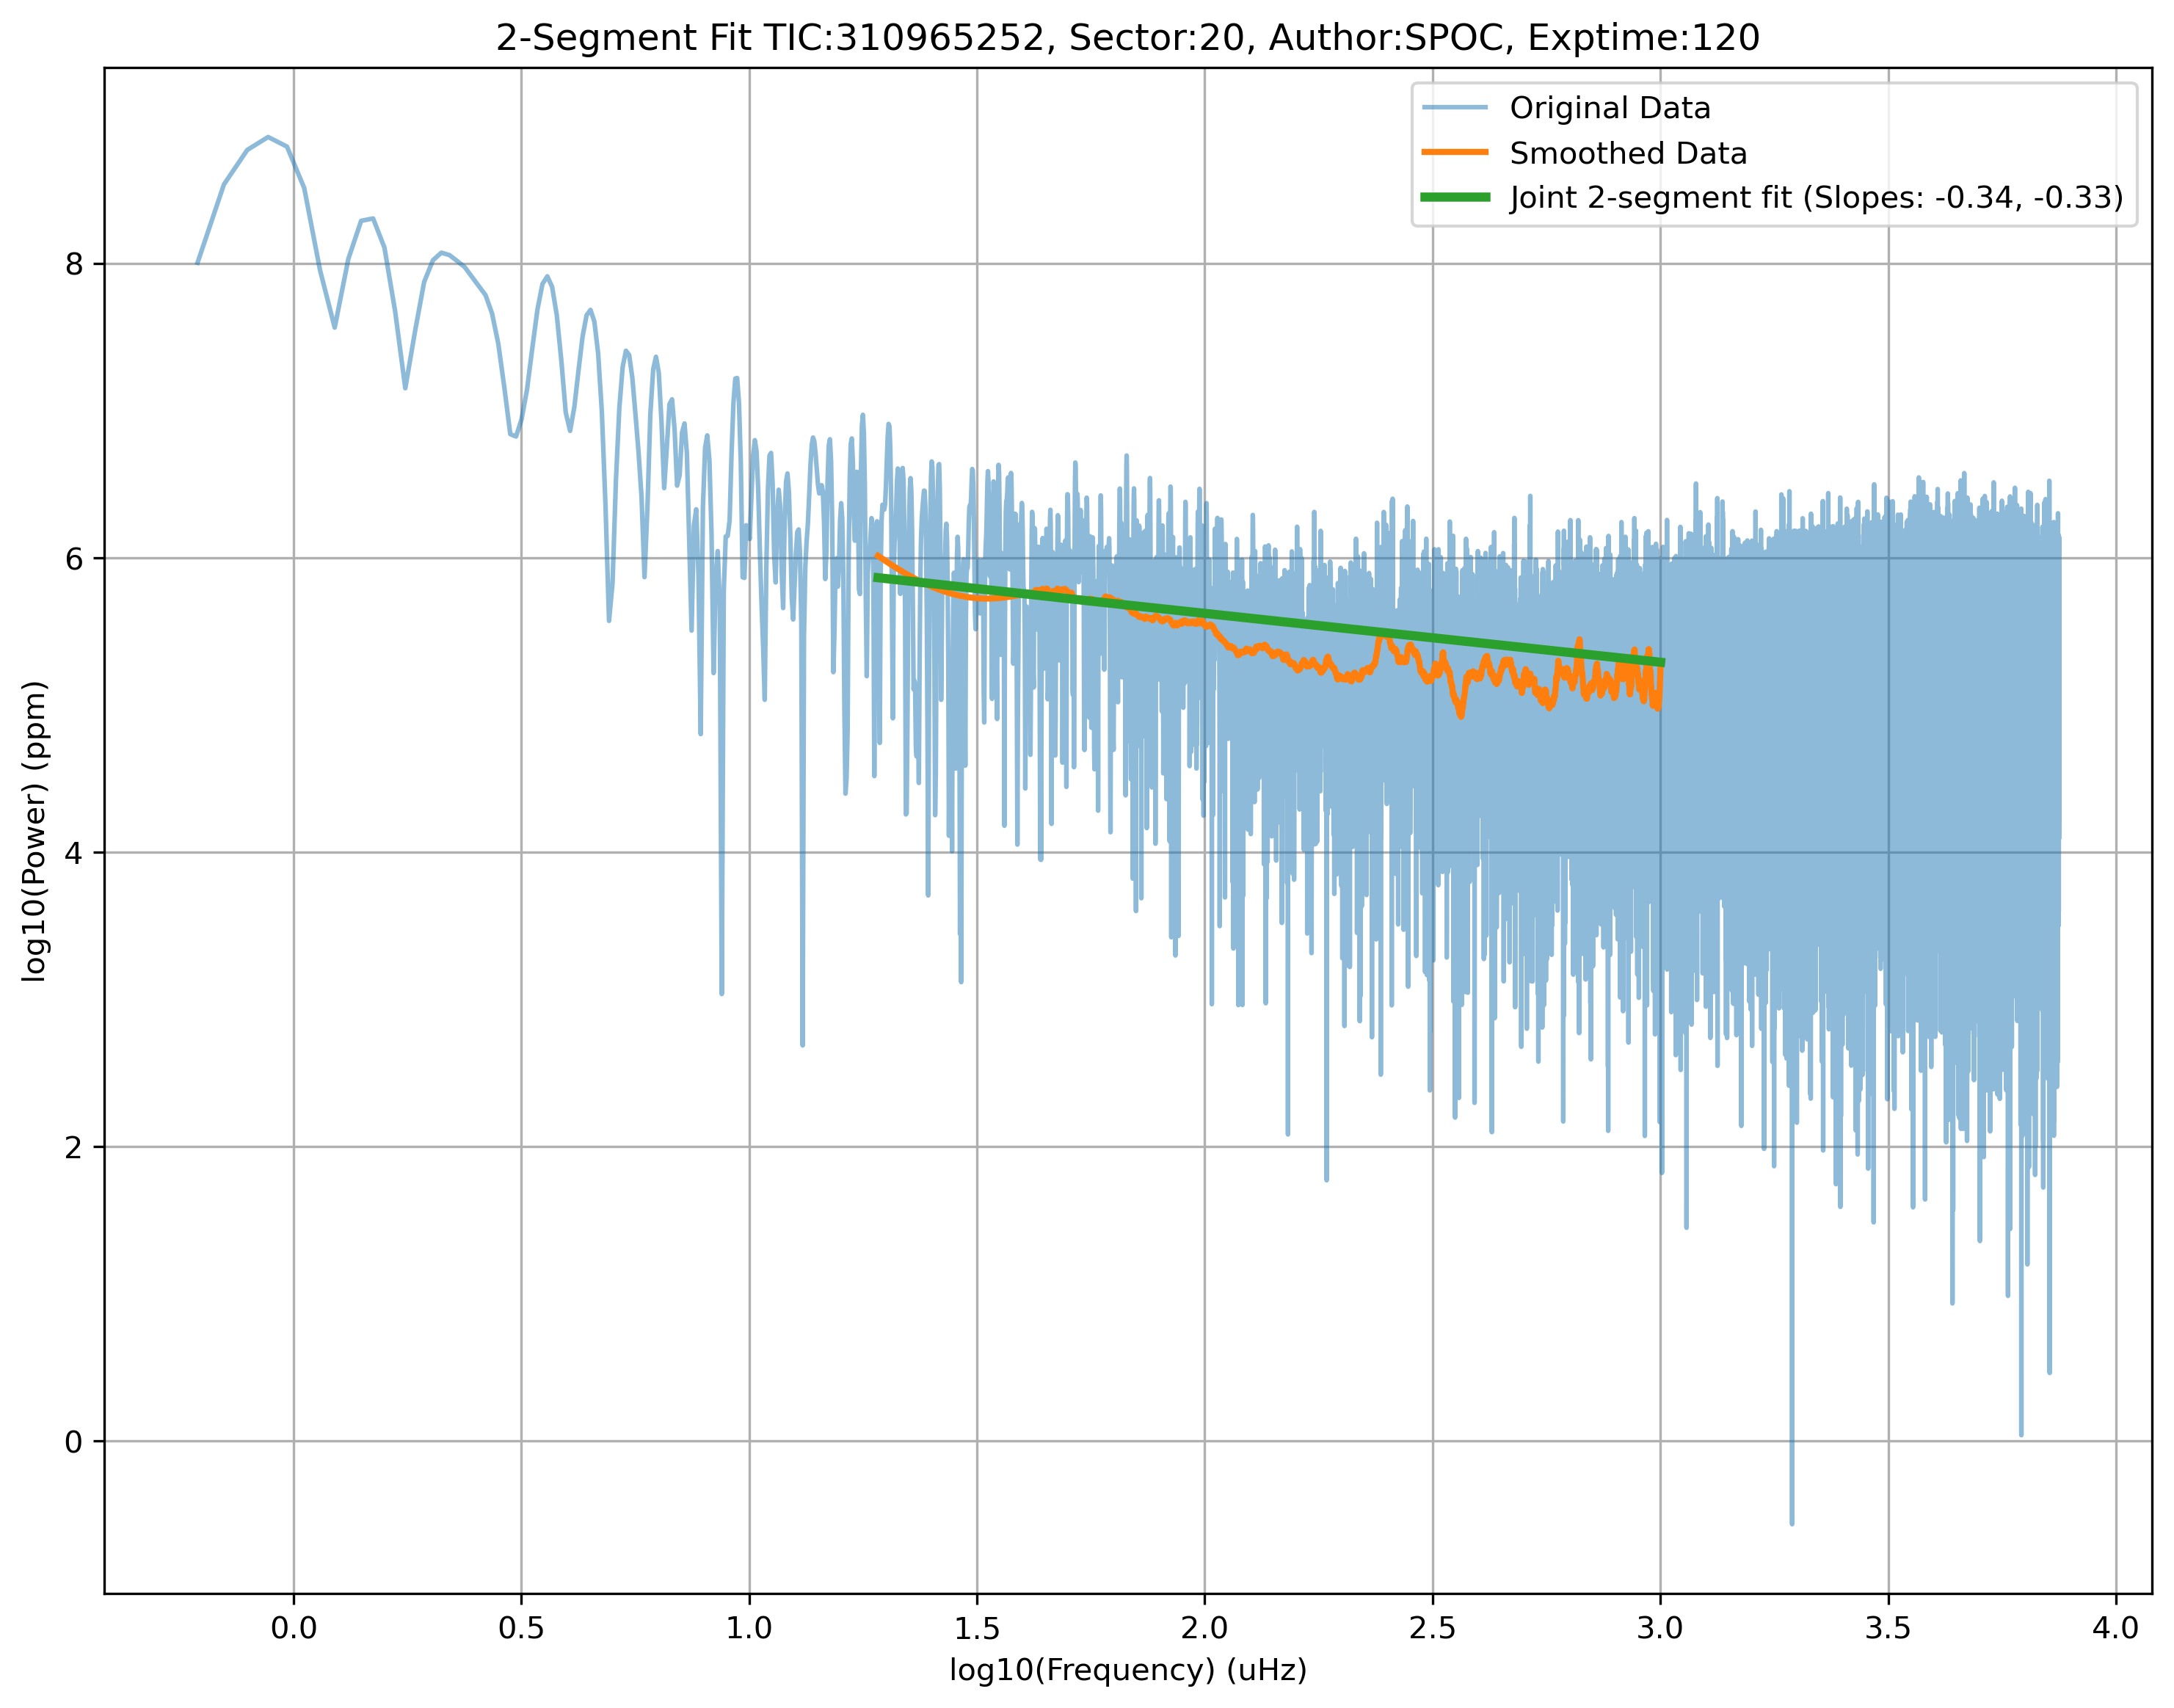 2-Segment Fit TIC:310965252, Sector:20, Author:SPOC, Exptime:120
Original Data
Smoothed Data
Joint 2-segment fit (Slopes: -0.34, -0.33)
log10(Power) (ppm)
8
6
4
2
0
0.0 0.5 1.0 1.5 2.0 2.5 3.0 3.5 4.0
log10(Frequency) (uHz)